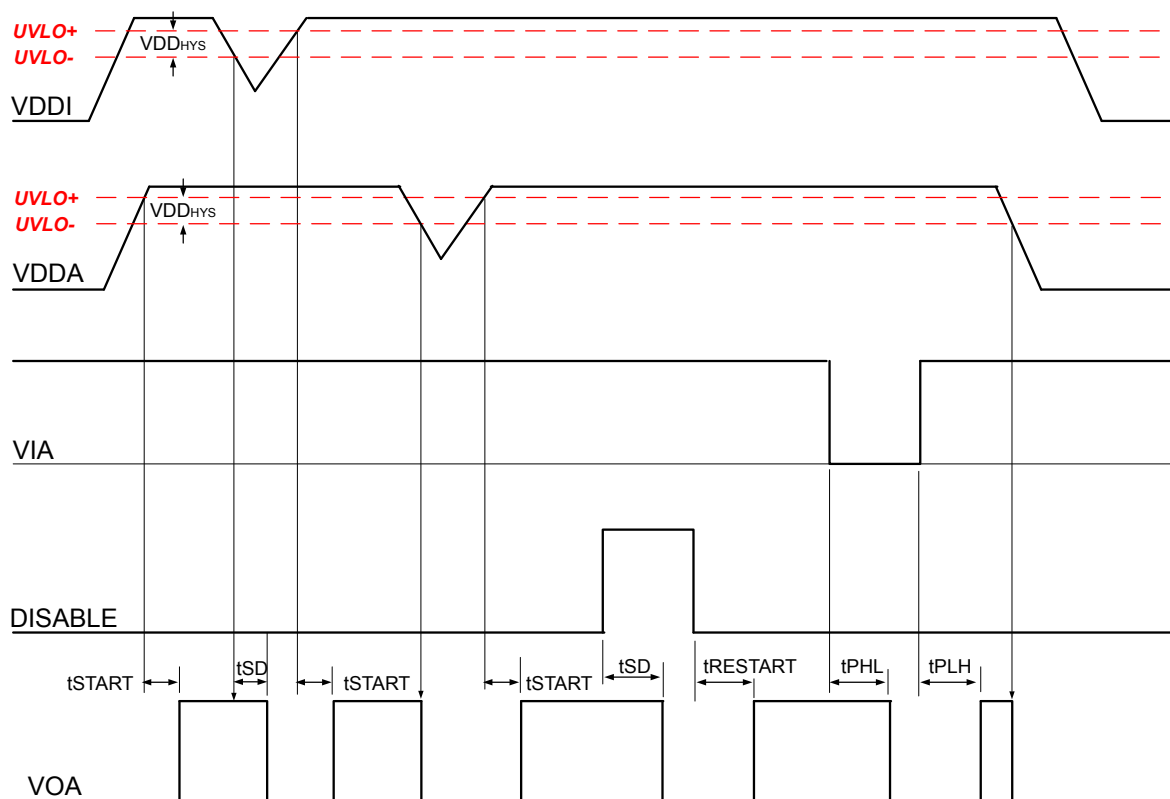 UVLO+
VDDHYS
UVLO-
VDDI
UVLO+
VDDHYS
UVLO-
VDDA
VIA
DISABLE
tSTART
tSD
tSTART
tSTART
tSD
tRESTART
tPHL
tPLH
VOA